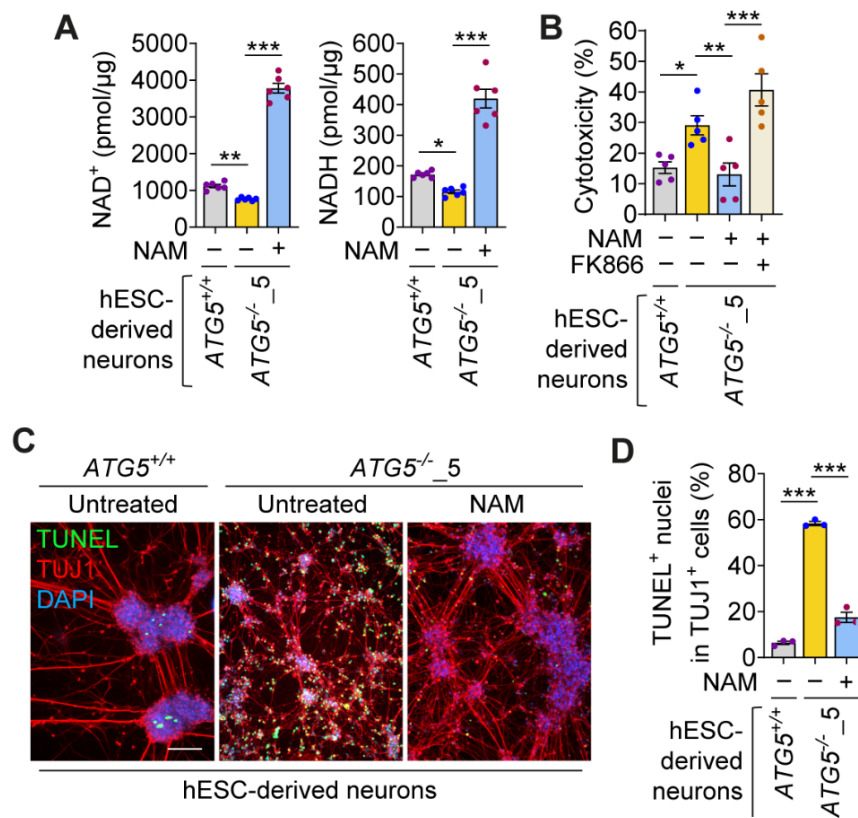 A
NAD+ (pmol/µg)
5000
4000
3000
2000
1000
0
***
**
NAM − − +
hESC-derived neurons
ATG5+/+
ATG5-/-_5
NADH (pmol/µg)
600
500
400
300
200
100
0
***
*
NAM − − +
ATG5+/+
ATG5-/-_5
B
Cytotoxicity (%)
60
50
40
30
20
10
0
***
**
*
NAM − − + +
FK866 − − − +
hESC-
derived
neurons
ATG5+/+
ATG5-/-_5
C
ATG5+/+
ATG5-/-_5
Untreated
Untreated
NAM
TUNEL
TUJ1
DAPI
hESC-derived neurons
D
TUNEL+ nuclei
in TUJ1+ cells (%)
80
60
40
20
0
***
***
NAM − − +
hESC-
derived
neurons
ATG5+/+
ATG5-/-_5